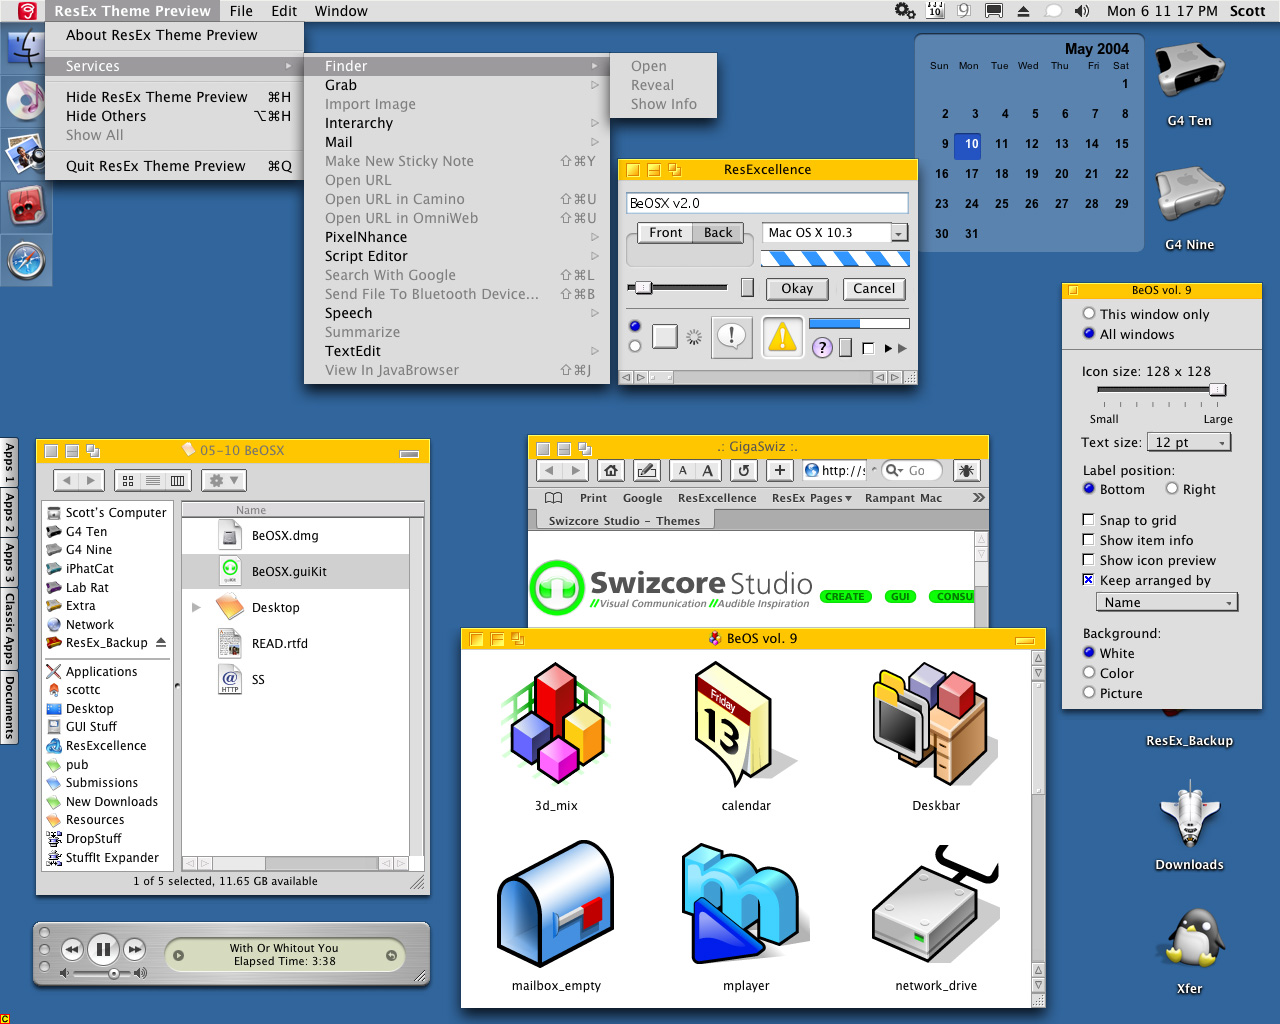 ResEx Theme Preview File Edit Window
10 Mon 6 11 17 PM Scott
About ResEx Theme Preview
Services
Hide ResEx Theme Preview ⌘H
Hide Others ⌥⌘H
Show All
Quit ResEx Theme Preview ⌘Q
Finder
Grab
Import Image
Interarchy
Mail
Make New Sticky Note ⇧⌘Y
Open URL
Open URL in Camino ⇧⌘U
Open URL in OmniWeb ⇧⌘U
PixelNhance
Script Editor
Search With Google ⇧⌘L
Send File To Bluetooth Device... ⇧⌘B
Speech
Summarize
TextEdit
View In JavaBrowser ⇧⌘J
Open
Reveal
Show Info
May 2004
Sun Mon Tue Wed Thu Fri Sat
1
2 3 4 5 6 7 8
9 10 11 12 13 14 15
16 17 18 19 20 21 22
23 24 25 26 27 28 29
30 31
G4 Ten
G4 Nine
ResExcellence
BeOSX v2.0
Front Back
Mac OS X 10.3
Okay Cancel
BeOS vol. 9
This window only
All windows
Icon size: 128 x 128
Small Large
Text size: 12 pt
Label position:
Bottom Right
Snap to grid
Show item info
Show icon preview
Keep arranged by
Name
Background:
White
Color
Picture
ResEx_Backup
Downloads
Xfer
Apps 1
Apps 2
Apps 3
Classic Apps
Documents
05-10 BeOSX
Scott's Computer
G4 Ten
G4 Nine
iPhatCat
Lab Rat
Extra
Network
ResEx_Backup
Applications
scottc
Desktop
GUI Stuff
ResExcellence
pub
Submissions
New Downloads
Resources
DropStuff
StuffIt Expander
Name
BeOSX.dmg
BeOSX.guiKit
Desktop
READ.rtfd
HTTP
SS
1 of 5 selected, 11.65 GB available
With Or Whitout You
Elapsed Time: 3:38
.: GigaSwiz :.
A A http://s Go
Print Google ResExcellence ResEx Pages Rampant Mac
Swizcore Studio - Themes
Swizcore Studio
//Visual Communication //Audible Inspiration
CREATE GUI CONSU
BeOS vol. 9
Friday
13
3d_mix calendar Deskbar
mailbox_empty mplayer network_drive